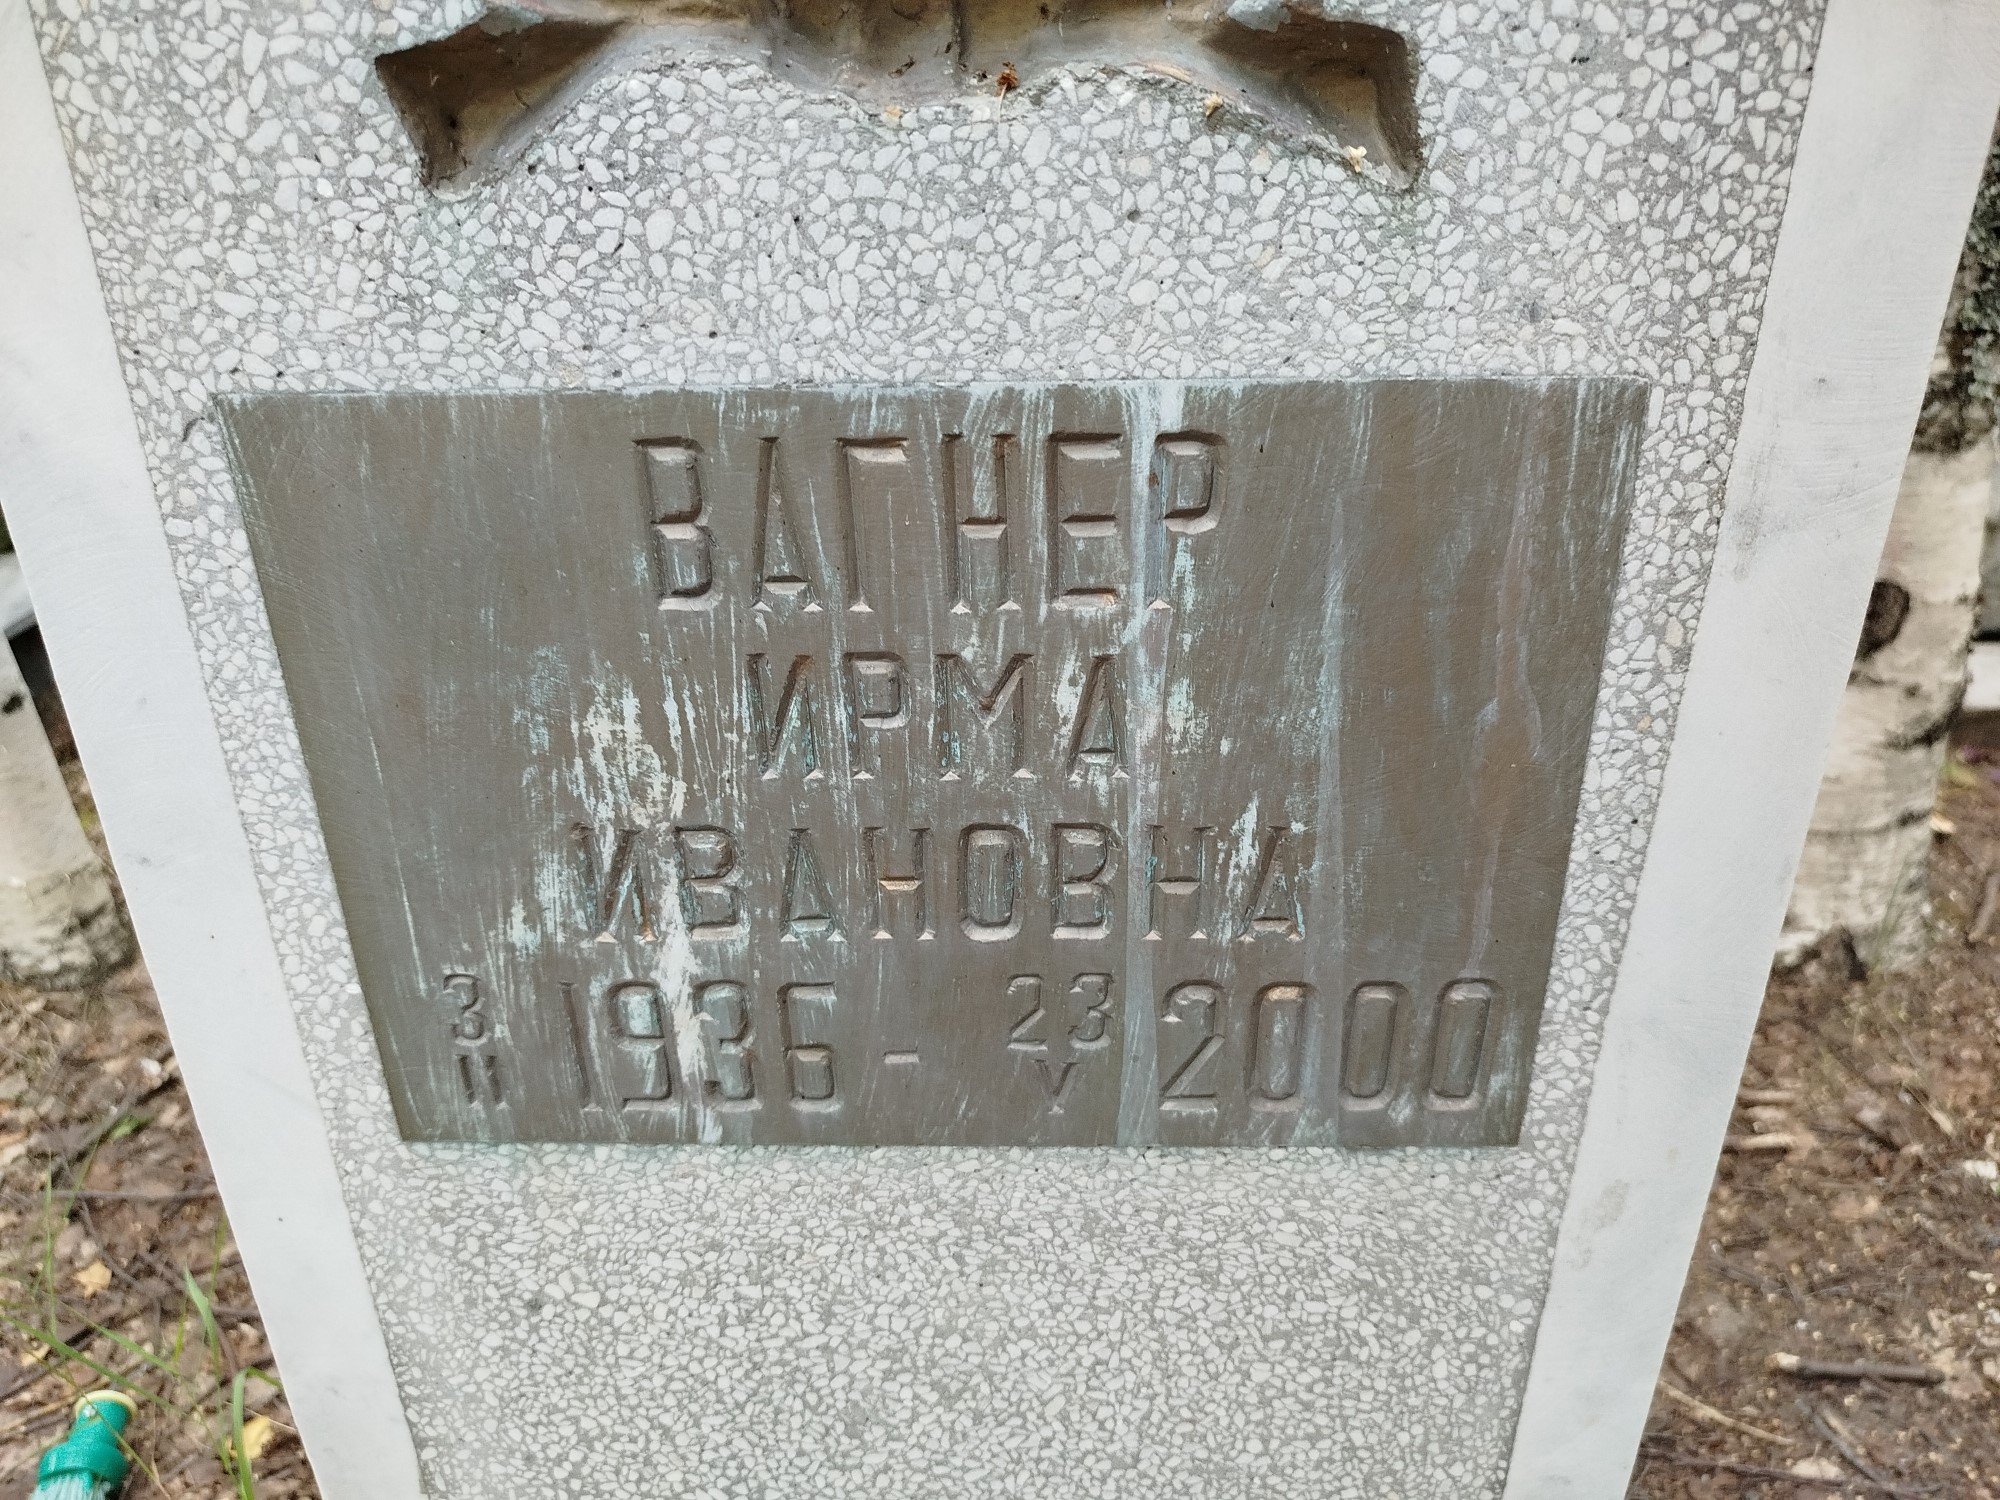 ВАГНЕР
ИРМА
ИВАНОВНА
3 II 1936 - 23 V 2000